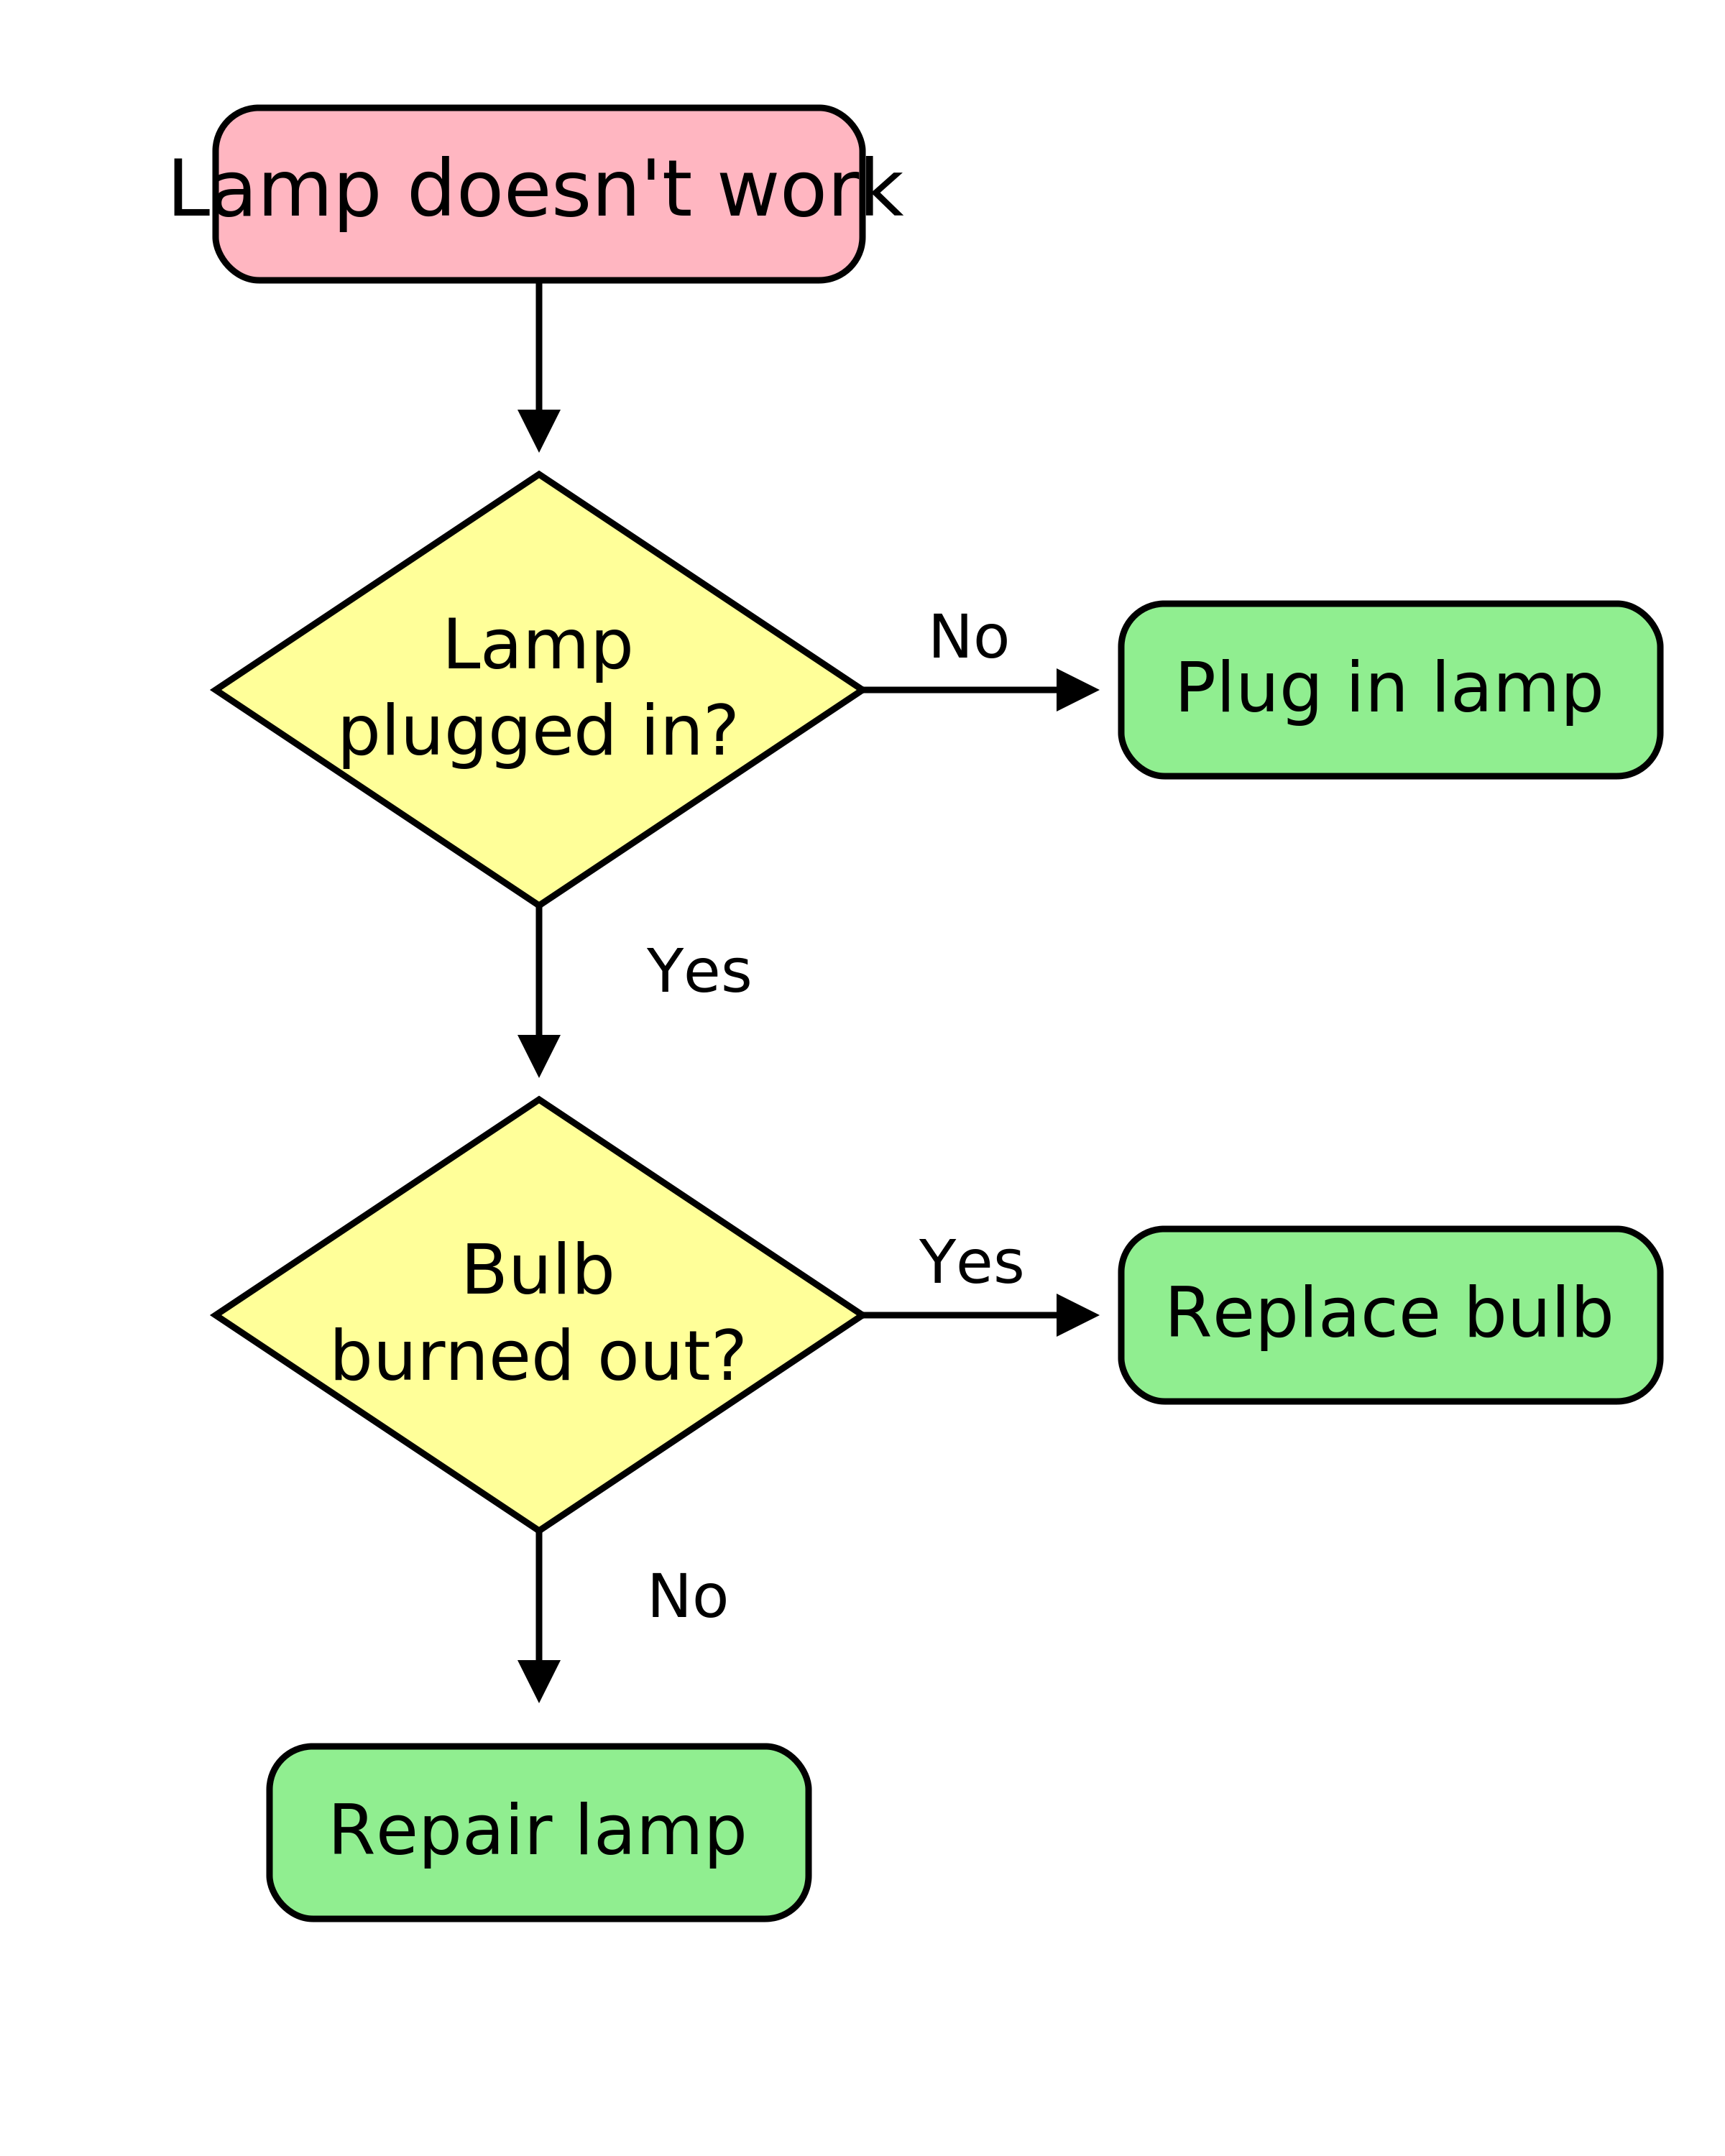 Lamp doesn't work
Lamp
plugged in?
No
Plug in lamp
Yes
Bulb
burned out?
Yes
Replace bulb
No
Repair lamp